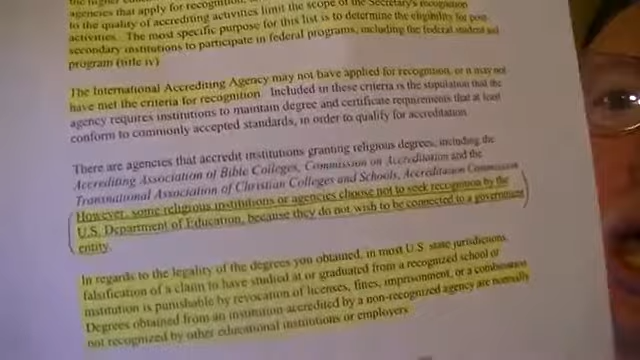 agencies that apply for recognition,
to the quality of accrediting activities limit the scope of the Secretary's recognition
activities. The most specific purpose for this list is to determine the eligibility for post-
secondary institutions to participate in federal programs, including the federal student aid
program (title iv)
The International Accrediting Agency may not have applied for recognition, or it may not
have met the criteria for recognition. Included in these criteria is the stipulation that the
agency requires institutions to maintain degree and certificate requirements that at least
conform to commonly accepted standards, in order to qualify for accreditation.
There are agencies that accredit institutions granting religious degrees, including the
Accrediting Association of Bible Colleges, Commission on Accreditation and the
Transnational Association of Christian Colleges and Schools, Accreditation Commission
However, some religious institutions or agencies choose not to seek recognition by the
U.S. Department of Education, because they do not wish to be connected to a government
entity.
In regards to the legality of the degrees you obtained, in most U.S. state jurisdictions,
falsification of a claim to have studied at or graduated from a recognized school or
institution is punishable by revocation of licenses, fines, imprisonment, or a combination
Degrees obtained from an institution accredited by a non-recognized agency are normally
not recognized by other educational institutions or employers.